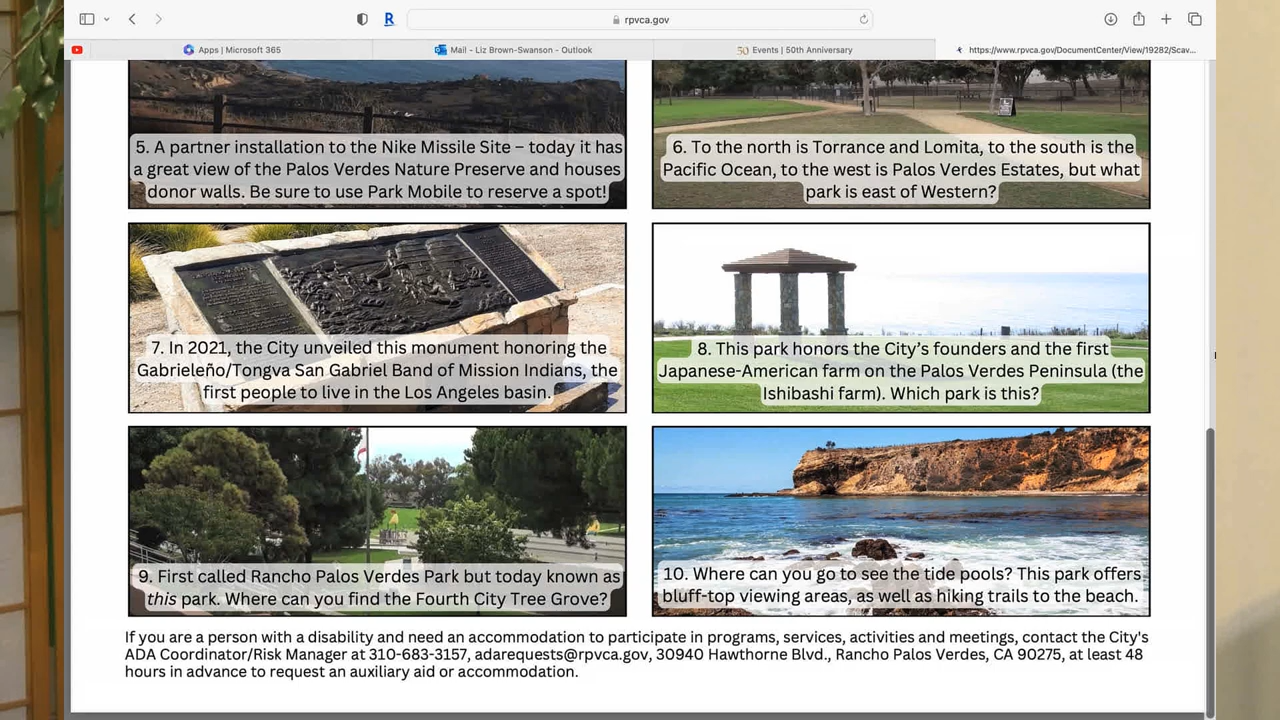 rpvca.gov
Apps | Microsoft 365
Mail - Liz Brown-Swanson - Outlook
Events | 50th Anniversary
https://www.rpvca.gov/DocumentCenter/View/19282/Scav...
5. A partner installation to the Nike Missile Site – today it has
a great view of the Palos Verdes Nature Preserve and houses
donor walls. Be sure to use Park Mobile to reserve a spot!
6. To the north is Torrance and Lomita, to the south is the
Pacific Ocean, to the west is Palos Verdes Estates, but what
park is east of Western?
7. In 2021, the City unveiled this monument honoring the
Gabrieleño/Tongva San Gabriel Band of Mission Indians, the
first people to live in the Los Angeles basin.
8. This park honors the City’s founders and the first
Japanese-American farm on the Palos Verdes Peninsula (the
Ishibashi farm). Which park is this?
9. First called Rancho Palos Verdes Park but today known as
this park. Where can you find the Fourth City Tree Grove?
10. Where can you go to see the tide pools? This park offers
bluff-top viewing areas, as well as hiking trails to the beach.
If you are a person with a disability and need an accommodation to participate in programs, services, activities and meetings, contact the City's
ADA Coordinator/Risk Manager at 310-683-3157, adarequests@rpvca.gov, 30940 Hawthorne Blvd., Rancho Palos Verdes, CA 90275, at least 48
hours in advance to request an auxiliary aid or accommodation.